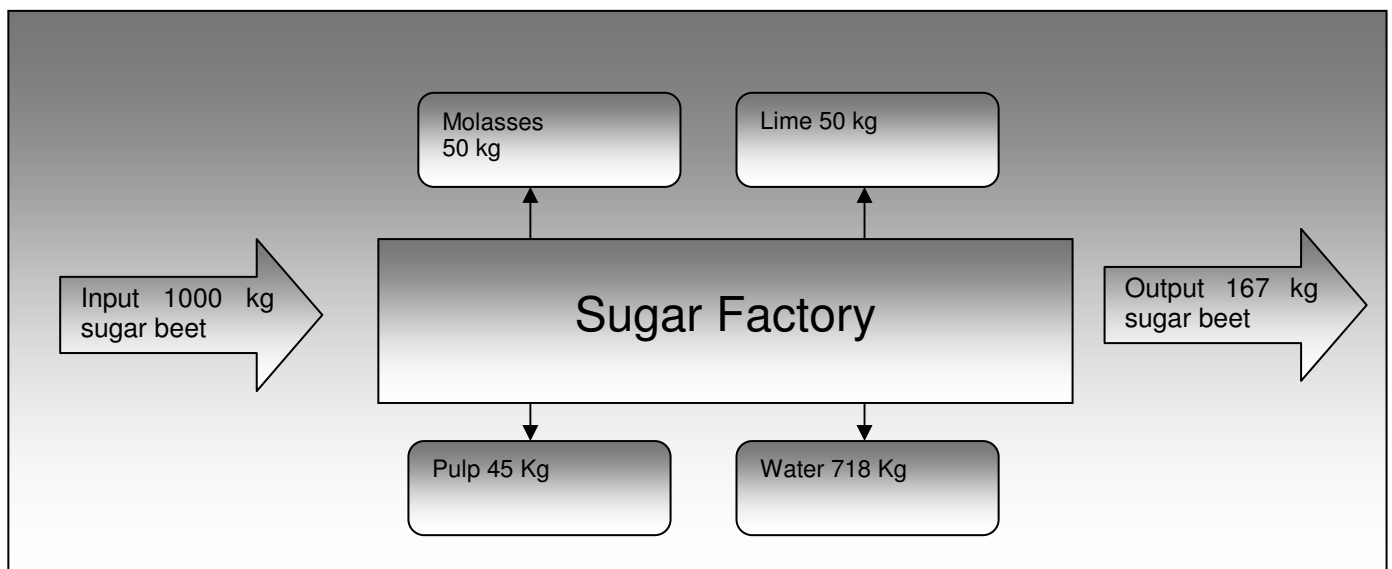 Molasses
50 kg
Lime 50 kg
Input 1000 kg
sugar beet
Sugar Factory
Output 167 kg
sugar beet
Pulp 45 Kg
Water 718 Kg